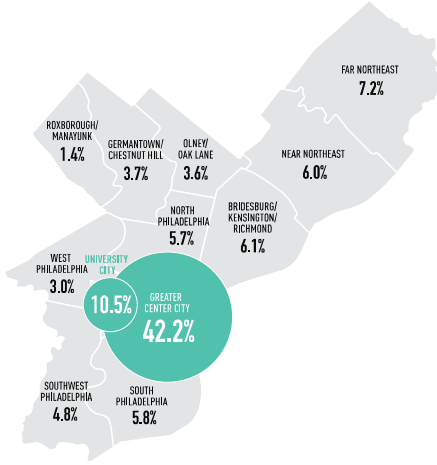 FAR NORTHEAST
7.2%
ROXBOROUGH/
MANAYUNK
1.4%
GERMANTOWN/
CHESTNUT HILL
3.7%
OLNEY/
OAK LANE
3.6%
NEAR NORTHEAST
6.0%
NORTH
PHILADELPHIA
5.7%
BRIDESBURG/
KENSINGTON/
RICHMOND
6.1%
WEST
PHILADELPHIA
3.0%
UNIVERSITY
CITY
10.5%
GREATER
CENTER CITY
42.2%
SOUTHWEST
PHILADELPHIA
4.8%
SOUTH
PHILADELPHIA
5.8%